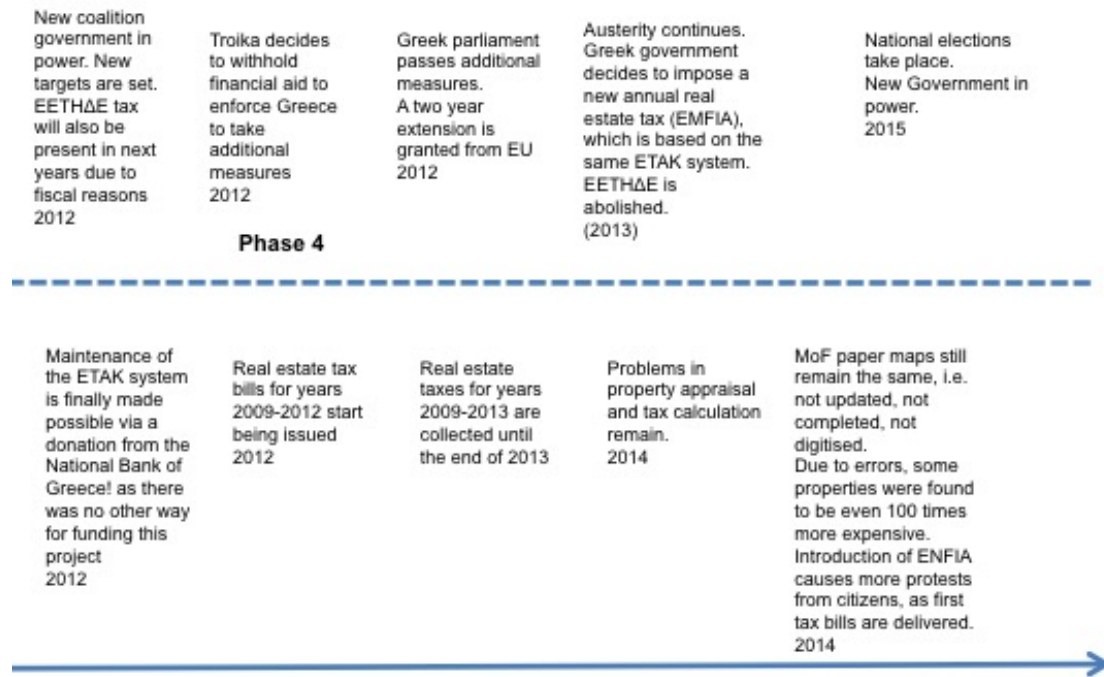 New coalition
government in
power. New
targets are set.
ΕΕΤΗΔΕ tax
will also be
present in next
years due to
fiscal reasons
2012
Troika decides
to withhold
financial aid to
enforce Greece
to take
additional
measures
2012
Greek parliament
passes additional
measures.
A two year
extension is
granted from EU
2012
Austerity continues.
Greek government
decides to impose a
new annual real
estate tax (EMFIA),
which is based on the
same ETAK system.
ΕΕΤΗΔΕ is
abolished.
(2013)
National elections
take place.
New Government in
power.
2015
Phase 4
Maintenance of
the ETAK system
is finally made
possible via a
donation from the
National Bank of
Greece! as there
was no other way
for funding this
project
2012
Real estate tax
bills for years
2009-2012 start
being issued
2012
Real estate
taxes for years
2009-2013 are
collected until
the end of 2013
Problems in
property appraisal
and tax calculation
remain.
2014
MoF paper maps still
remain the same, i.e.
not updated, not
completed, not
digitised.
Due to errors, some
properties were found
to be even 100 times
more expensive.
Introduction of ENFIA
causes more protests
from citizens, as first
tax bills are delivered.
2014